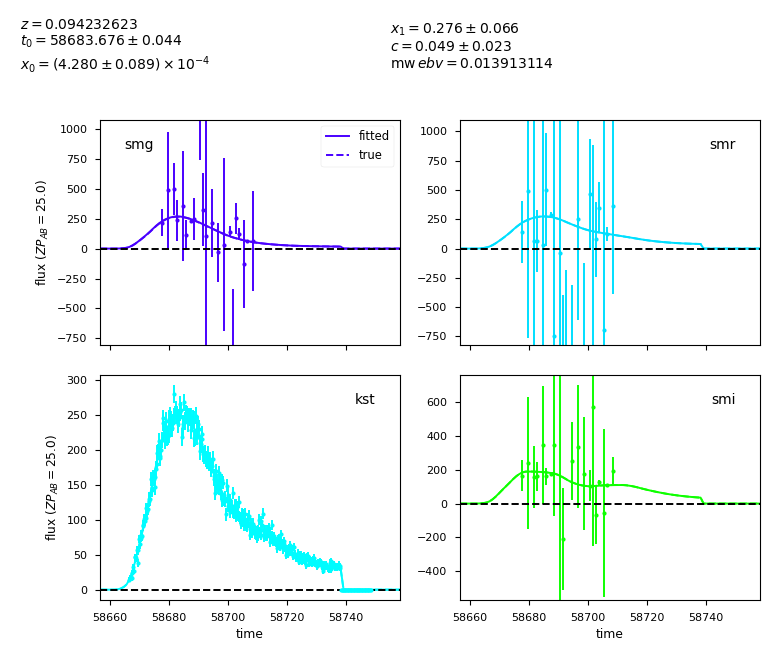 z = 0.094232623
t₀ = 58683.676 ± 0.044
x₀ = (4.280 ± 0.089) × 10⁻⁴
x₁ = 0.276 ± 0.066
c = 0.049 ± 0.023
mw ebv = 0.013913114
flux (ZP_AB = 25.0)
1000
750
500
250
0
−250
−500
−750
smg
fitted
true
1000
750
500
250
0
−250
−500
−750
smr
flux (ZP_AB = 25.0)
300
250
200
150
100
50
0
kst
58660 58680 58700 58720 58740
time
600
400
200
0
−200
−400
smi
58660 58680 58700 58720 58740
time